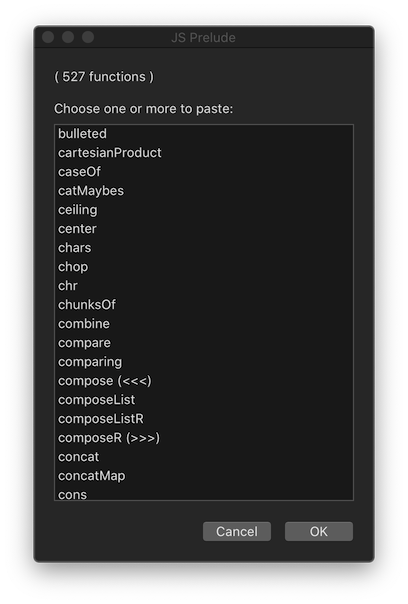 JS Prelude
( 527 functions )
Choose one or more to paste:
bulleted
cartesianProduct
caseOf
catMaybes
ceiling
center
chars
chop
chr
chunksOf
combine
compare
comparing
compose (<<<)
composeList
composeListR
composeR (>>>)
concat
concatMap
cons
Cancel OK